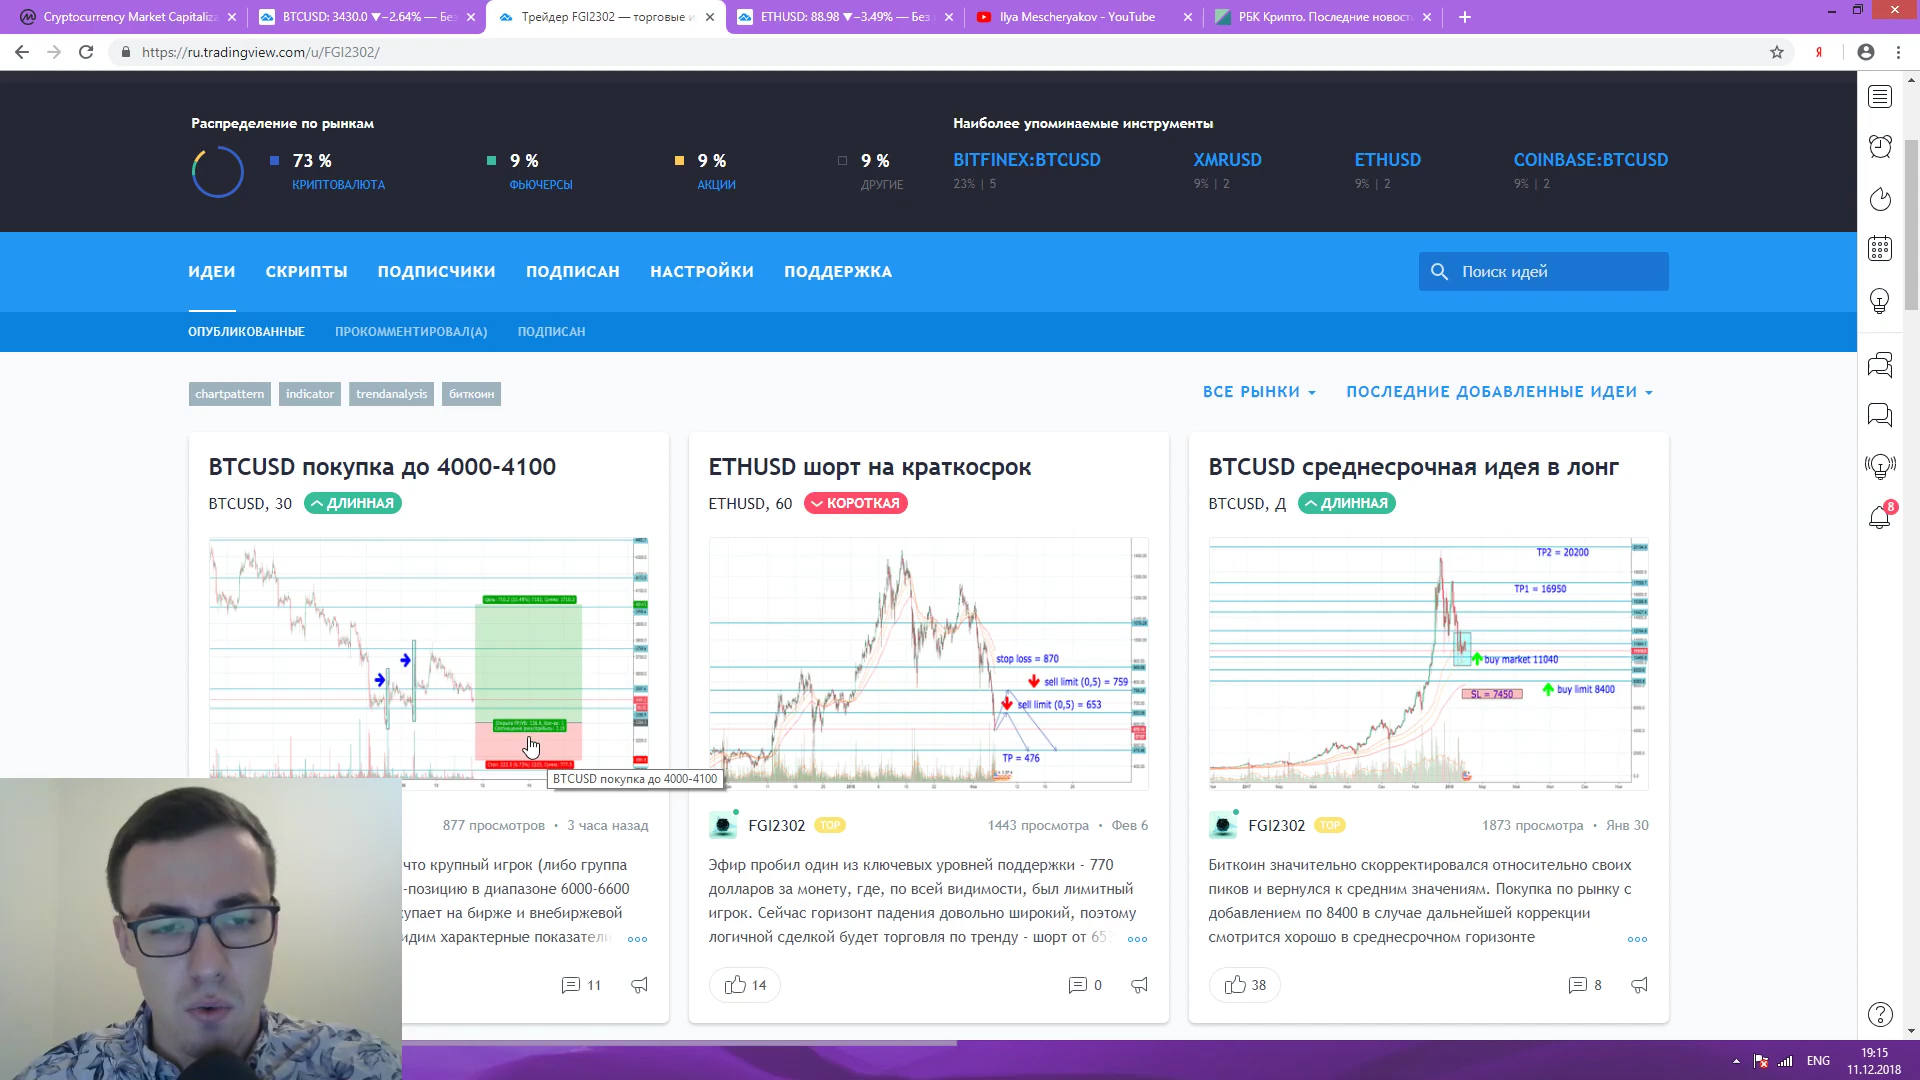 Cryptocurrency Market Capitaliza
BTCUSD: 3430.0 ▼−2.64% — Без
Трейдер FGI2302 — торговые и
ETHUSD: 88.98 ▼−3.49% — Без
Ilya Mescheryakov - YouTube
РБК Крипто. Последние новост
https://ru.tradingview.com/u/FGI2302/
Распределение по рынкам
Наиболее упоминаемые инструменты
73 %
9 %
9 %
9 %
BITFINEX:BTCUSD
XMRUSD
ETHUSD
COINBASE:BTCUSD
КРИПТОВАЛЮТА
ФЬЮЧЕРСЫ
АКЦИИ
ДРУГИЕ
23% | 5
9% | 2
9% | 2
9% | 2
ИДЕИ
СКРИПТЫ
ПОДПИСЧИКИ
ПОДПИСАН
НАСТРОЙКИ
ПОДДЕРЖКА
Поиск идей
ОПУБЛИКОВАННЫЕ
ПРОКОММЕНТИРОВАЛ(А)
ПОДПИСАН
chartpattern
indicator
trendanalysis
биткоин
ВСЕ РЫНКИ
ПОСЛЕДНИЕ ДОБАВЛЕННЫЕ ИДЕИ
BTCUSD покупка до 4000-4100
BTCUSD, 30
ДЛИННАЯ
BTCUSD покупка до 4000-4100
877 просмотров • 3 часа назад
что крупный игрок (либо группа
-позицию в диапазоне 6000-6600
купает на бирже и внебиржевой
идим характерные показатели
11
ETHUSD шорт на краткосрок
ETHUSD, 60
КОРОТКАЯ
stop loss = 870
sell limit (0,5) = 759
sell limit (0,5) = 653
TP = 476
FGI2302
TOP
1443 просмотра • Фев 6
Эфир пробил один из ключевых уровней поддержки - 770
долларов за монету, где, по всей видимости, был лимитный
игрок. Сейчас горизонт падения довольно широкий, поэтому
логичной сделкой будет торговля по тренду - шорт от 653
14
0
BTCUSD среднесрочная идея в лонг
BTCUSD, Д
ДЛИННАЯ
TP2 = 20200
TP1 = 16950
buy market 11040
buy limit 8400
SL = 7450
FGI2302
TOP
1873 просмотра • Янв 30
Биткоин значительно скорректировался относительно своих
пиков и вернулся к средним значениям. Покупка по рынку с
добавлением по 8400 в случае дальнейшей коррекции
смотрится хорошо в среднесрочном горизонте
38
8
8
ENG
19:15
11.12.2018